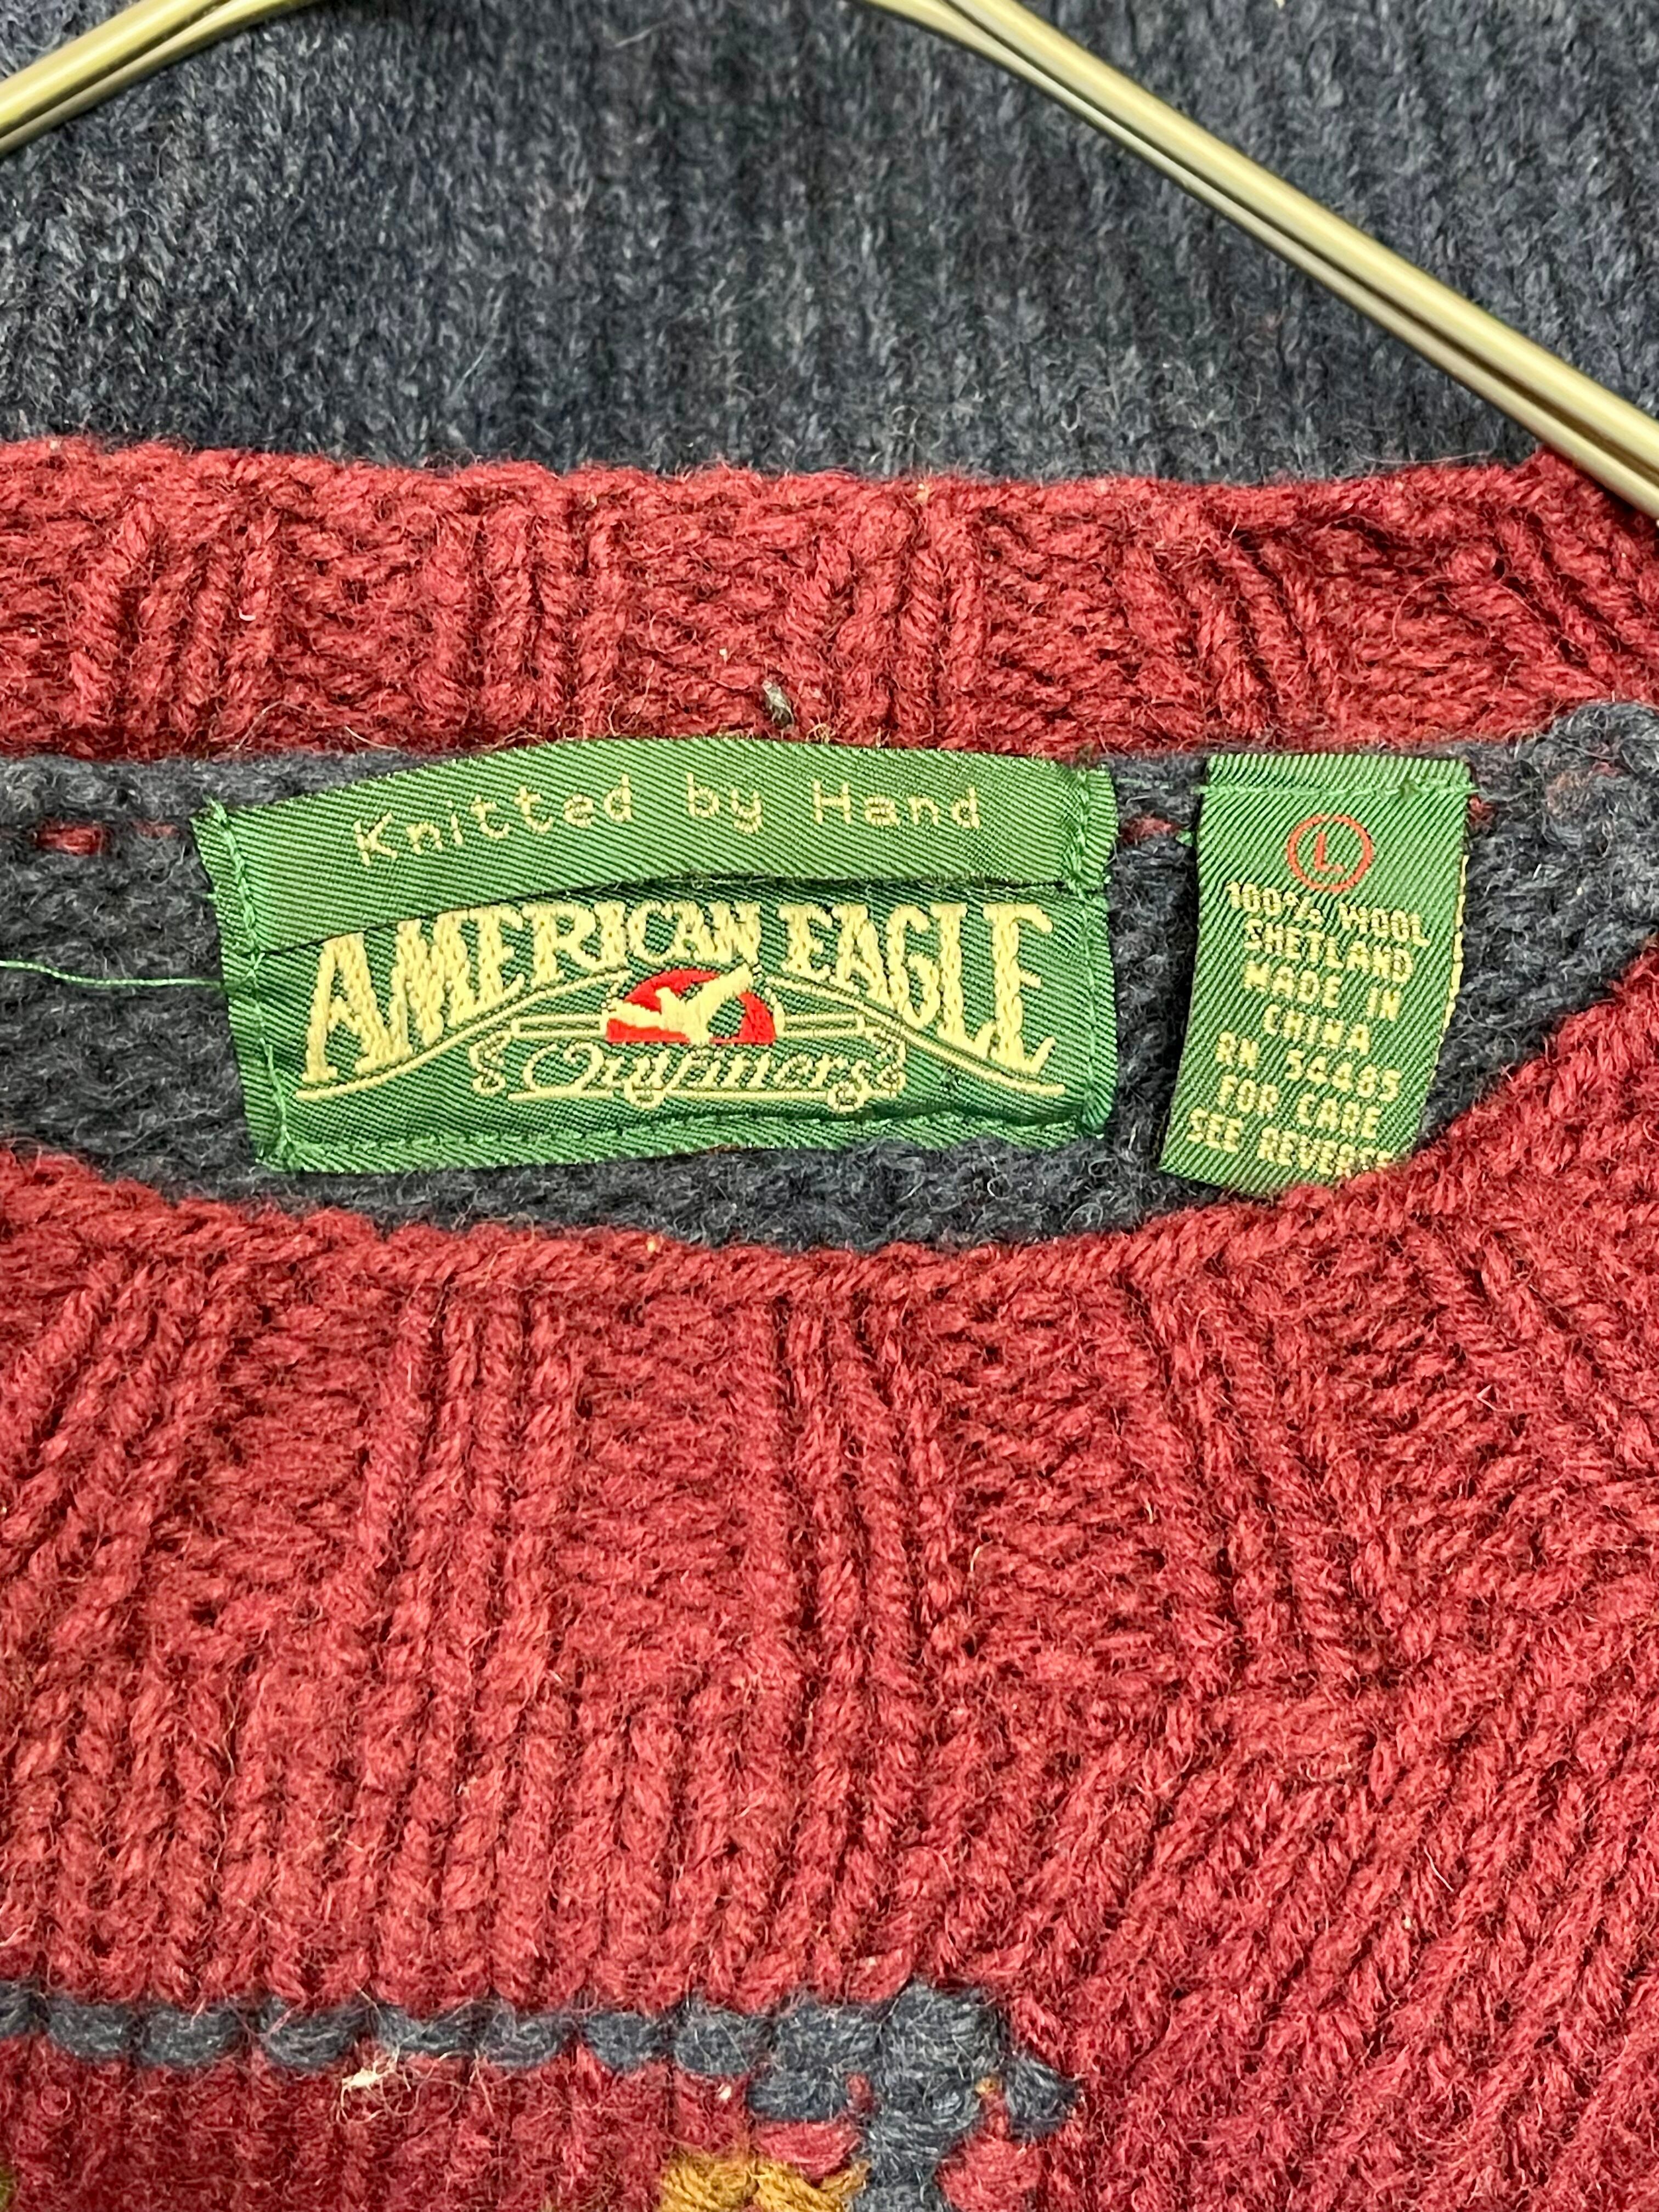 Knitted by Hand
AMERICAN EAGLE
Outfitters
L
100% WOOL
SHETLAND
MADE IN
CHINA
RN 54485
FOR CARE
SEE REVERSE